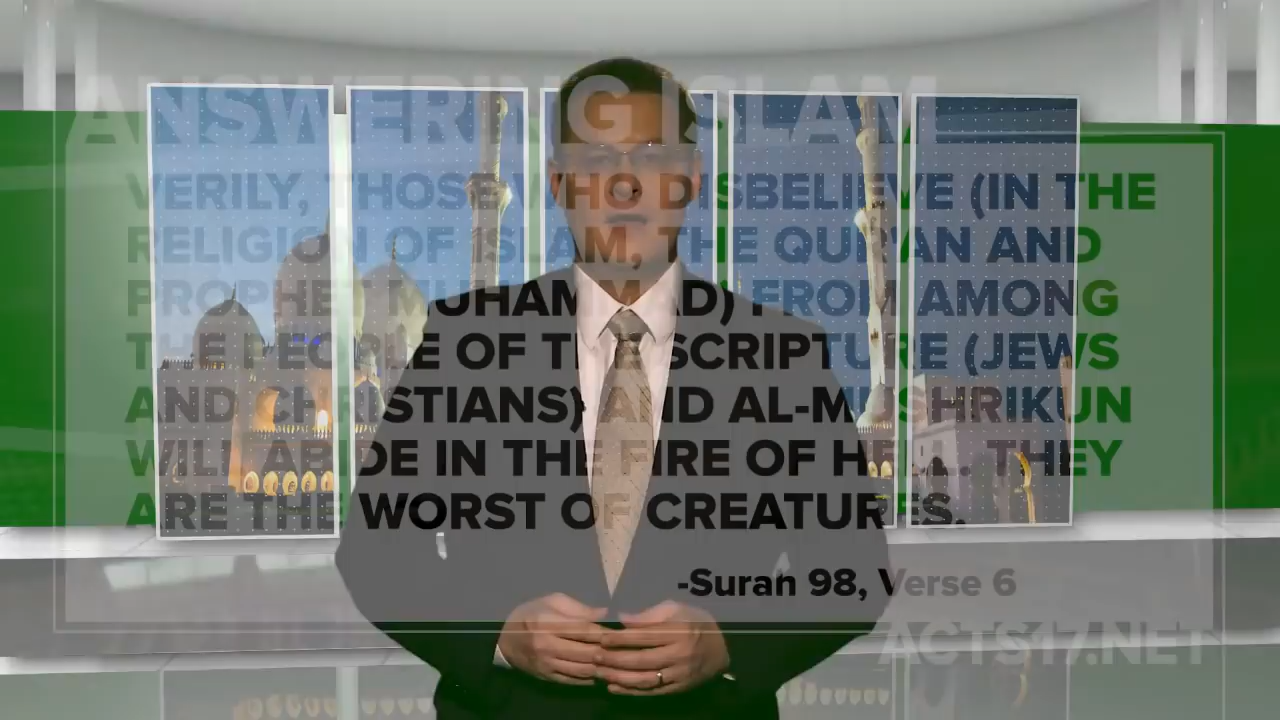 ANSWERING ISLAM
VERILY, THOSE WHO DISBELIEVE (IN THE
RELIGION OF ISLAM, THE QUR'AN AND
PROPHET MUHAMMAD) FROM AMONG
THE PEOPLE OF THE SCRIPTURE (JEWS
AND CHRISTIANS) AND AL-MUSHRIKUN
WILL ABIDE IN THE FIRE OF HELL. THEY
ARE THE WORST OF CREATURES.
-Surah 98, Verse 6
ACTS17.NET